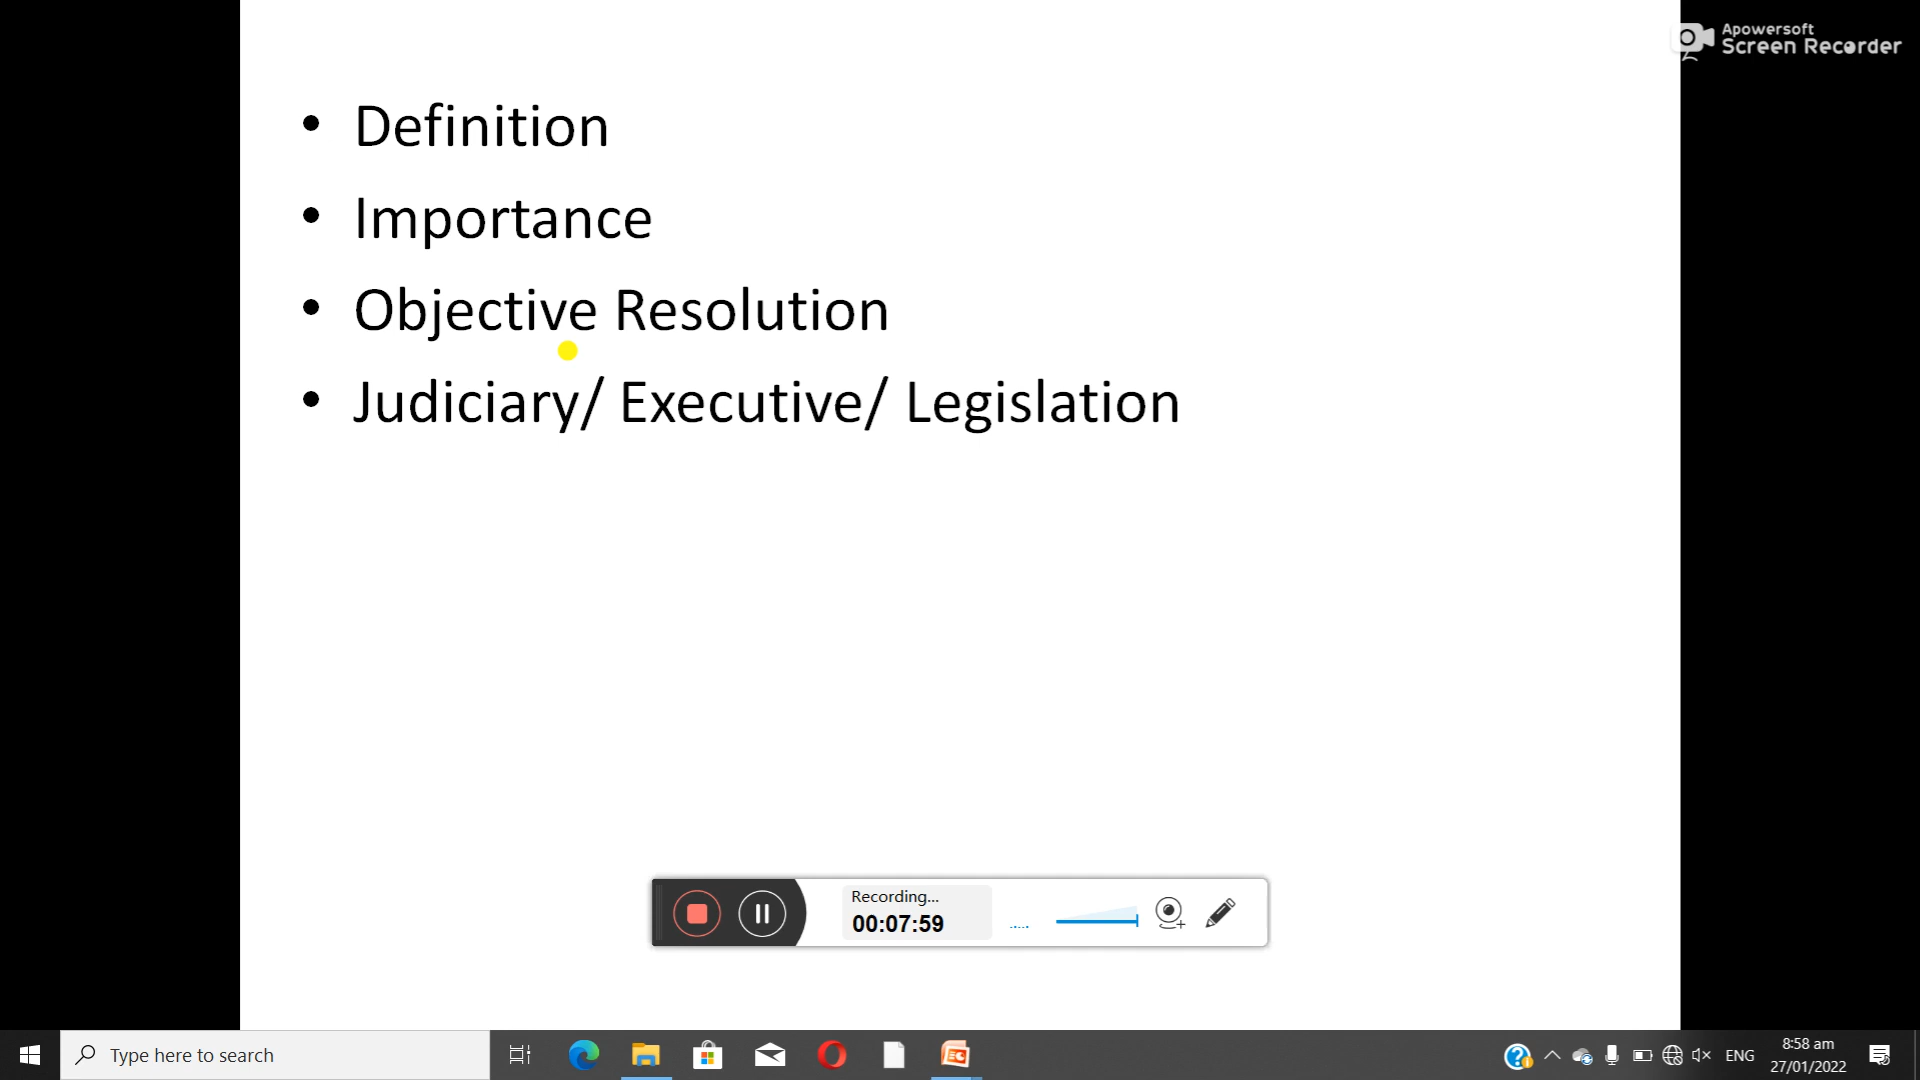 Apowersoft
Screen Recorder
• Definition
• Importance
• Objective Resolution
• Judiciary/ Executive/ Legislation
Recording...
00:07:59
Type here to search
ENG
8:58 am
27/01/2022